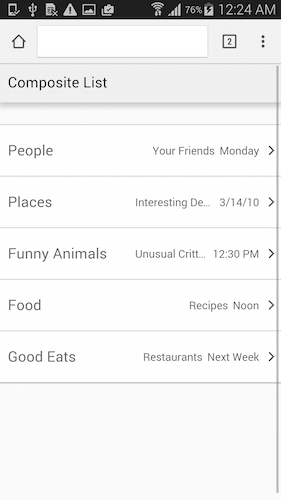 76% 12:24 AM
2
Composite List
People Your Friends Monday
Places Interesting De... 3/14/10
Funny Animals Unusual Critt... 12:30 PM
Food Recipes Noon
Good Eats Restaurants Next Week